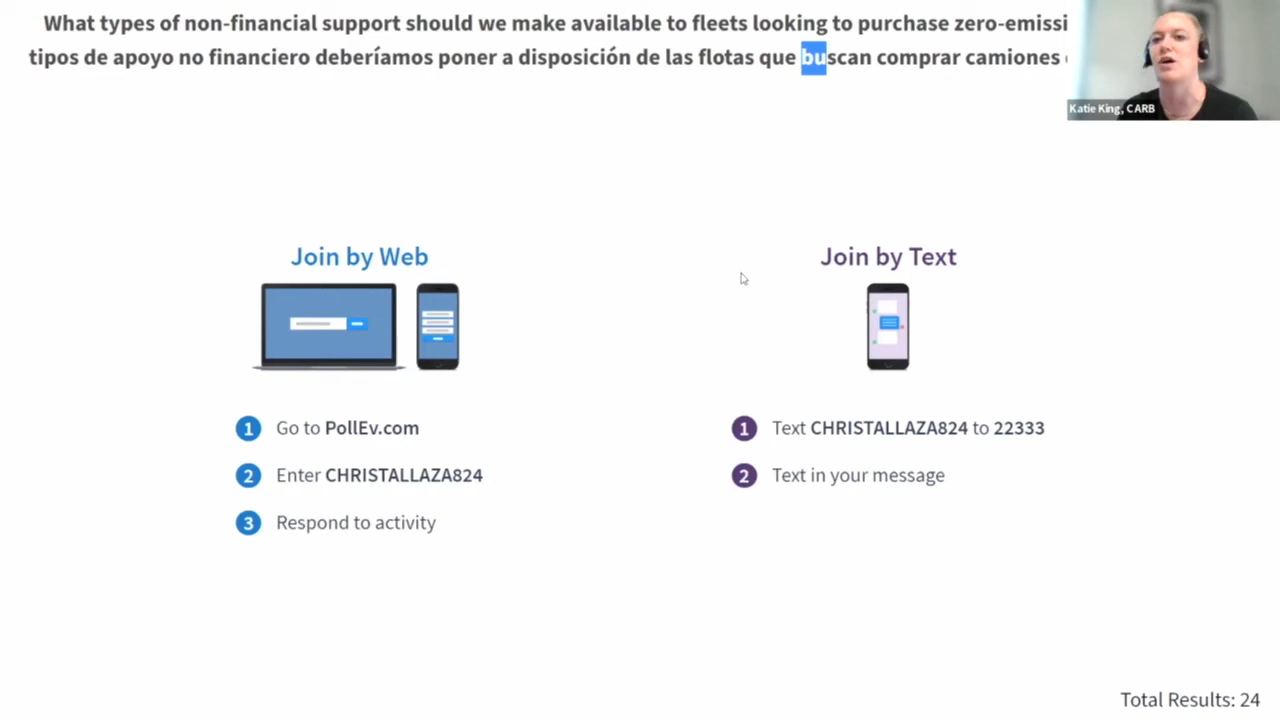 What types of non-financial support should we make available to fleets looking to purchase zero-emissi
tipos de apoyo no financiero deberíamos poner a disposición de las flotas que buscan comprar camiones
Katie King, CARB
Join by Web
1 Go to PollEv.com
2 Enter CHRISTALLAZA824
3 Respond to activity
Join by Text
1 Text CHRISTALLAZA824 to 22333
2 Text in your message
Total Results: 24